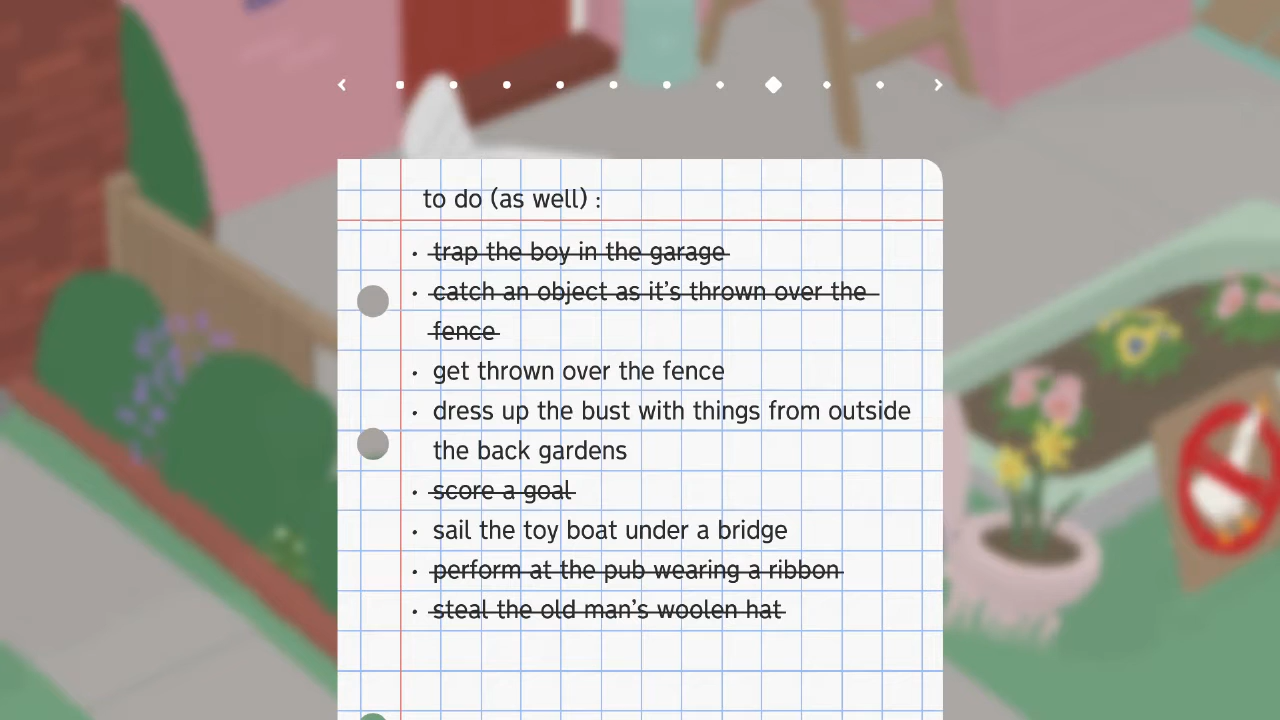 to do (as well) :
• trap the boy in the garage
• catch an object as it's thrown over the
fence
• get thrown over the fence
• dress up the bust with things from outside
the back gardens
• score a goal
• sail the toy boat under a bridge
• perform at the pub wearing a ribbon
• steal the old man's woolen hat